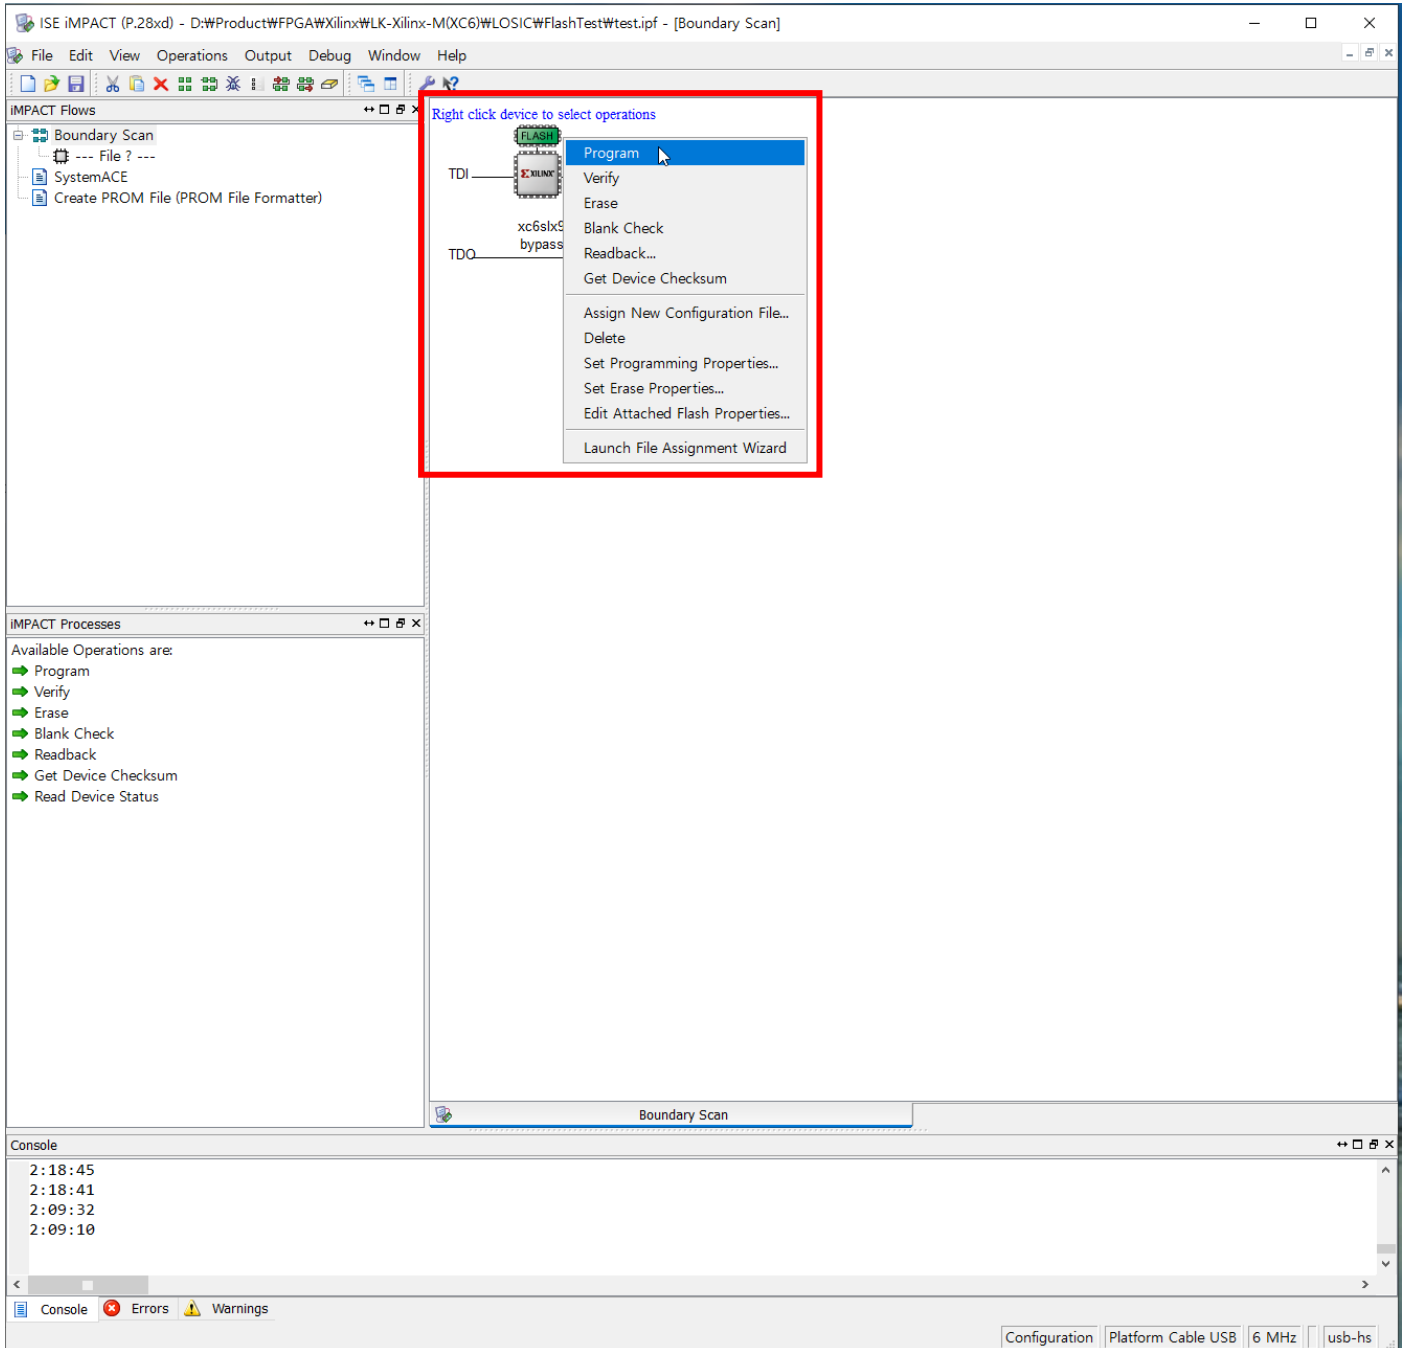 ISE iMPACT (P.28xd) - D:₩Product₩FPGA₩Xilinx₩LK-Xilinx-M(XC6)₩LOSIC₩FlashTest₩test.ipf - [Boundary Scan]
File Edit View Operations Output Debug Window Help
iMPACT Flows
Boundary Scan
--- File ? ---
SystemACE
Create PROM File (PROM File Formatter)
Right click device to select operations
FLASH
TDI
XILINX
xc6slx9
bypass
TDO
Program
Verify
Erase
Blank Check
Readback...
Get Device Checksum
Assign New Configuration File...
Delete
Set Programming Properties...
Set Erase Properties...
Edit Attached Flash Properties...
Launch File Assignment Wizard
iMPACT Processes
Available Operations are:
Program
Verify
Erase
Blank Check
Readback
Get Device Checksum
Read Device Status
Boundary Scan
Console
2:18:45
2:18:41
2:09:32
2:09:10
Console Errors Warnings
Configuration Platform Cable USB 6 MHz usb-hs